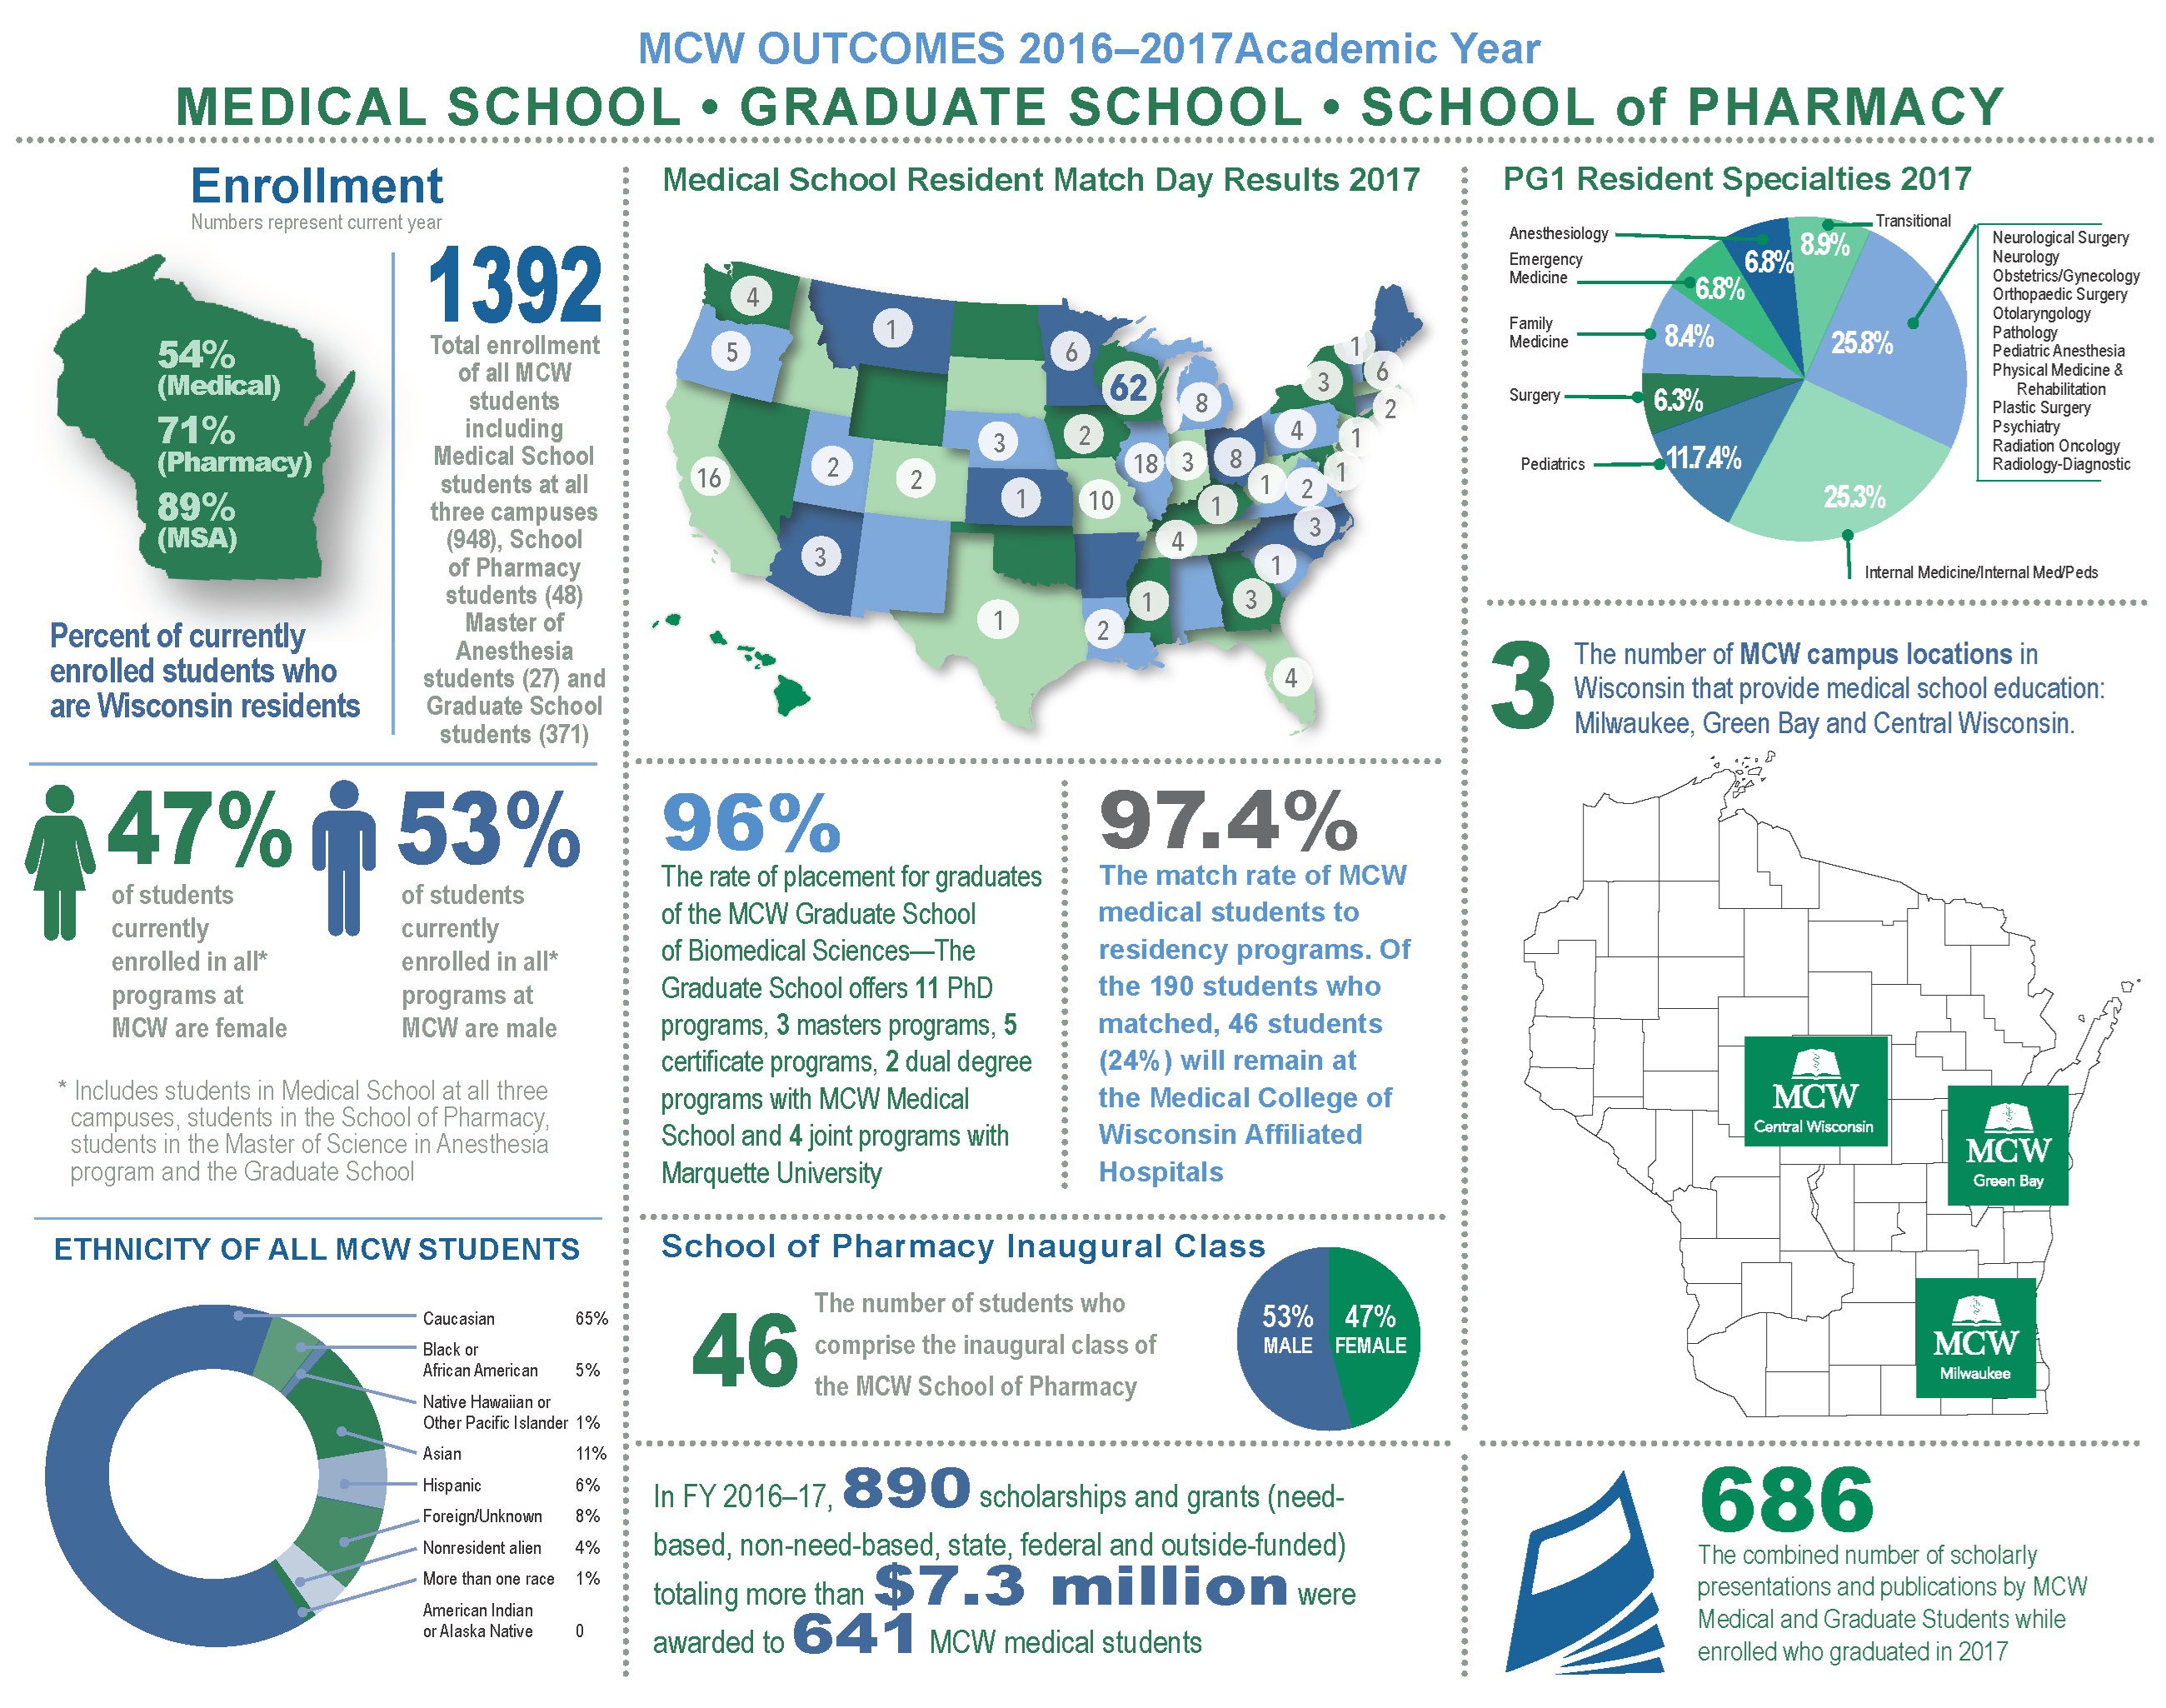 MCW OUTCOMES 2016–2017Academic Year
MEDICAL SCHOOL • GRADUATE SCHOOL • SCHOOL of PHARMACY
Enrollment
Numbers represent current year
54%
(Medical)
71%
(Pharmacy)
89%
(MSA)
Percent of currently
enrolled students who
are Wisconsin residents
1392
Total enrollment
of all MCW
students
including
Medical School
students at all
three campuses
(948), School
of Pharmacy
students (48)
Master of
Anesthesia
students (27) and
Graduate School
students (371)
47%
of students
currently
enrolled in all*
programs at
MCW are female
53%
of students
currently
enrolled in all*
programs at
MCW are male
* Includes students in Medical School at all three
campuses, students in the School of Pharmacy,
students in the Master of Science in Anesthesia
program and the Graduate School
ETHNICITY OF ALL MCW STUDENTS
Caucasian 65%
Black or
African American 5%
Native Hawaiian or
Other Pacific Islander 1%
Asian 11%
Hispanic 6%
Foreign/Unknown 8%
Nonresident alien 4%
More than one race 1%
American Indian
or Alaska Native 0
Medical School Resident Match Day Results 2017
4
1
5
6
62
8
1
3
6
2
3
2
4
1
16
2
2
18
3
8
1
1
10
1
1
2
3
3
4
1
1
1
3
2
4
96%
The rate of placement for graduates
of the MCW Graduate School
of Biomedical Sciences—The
Graduate School offers 11 PhD
programs, 3 masters programs, 5
certificate programs, 2 dual degree
programs with MCW Medical
School and 4 joint programs with
Marquette University
97.4%
The match rate of MCW
medical students to
residency programs. Of
the 190 students who
matched, 46 students
(24%) will remain at
the Medical College of
Wisconsin Affiliated
Hospitals
School of Pharmacy Inaugural Class
46
The number of students who
comprise the inaugural class of
the MCW School of Pharmacy
53%
MALE
47%
FEMALE
In FY 2016–17, 890 scholarships and grants (need-
based, non-need-based, state, federal and outside-funded)
totaling more than $7.3 million were
awarded to 641 MCW medical students
PG1 Resident Specialties 2017
Transitional
8.9%
Anesthesiology
6.8%
Emergency
Medicine
6.8%
Family
Medicine
8.4%
Surgery
6.3%
Pediatrics
11.7.4%
25.3%
Internal Medicine/Internal Med/Peds
25.8%
Neurological Surgery
Neurology
Obstetrics/Gynecology
Orthopaedic Surgery
Otolaryngology
Pathology
Pediatric Anesthesia
Physical Medicine &
Rehabilitation
Plastic Surgery
Psychiatry
Radiation Oncology
Radiology-Diagnostic
3
The number of MCW campus locations in
Wisconsin that provide medical school education:
Milwaukee, Green Bay and Central Wisconsin.
MCW
Central Wisconsin
MCW
Green Bay
MCW
Milwaukee
686
The combined number of scholarly
presentations and publications by MCW
Medical and Graduate Students while
enrolled who graduated in 2017